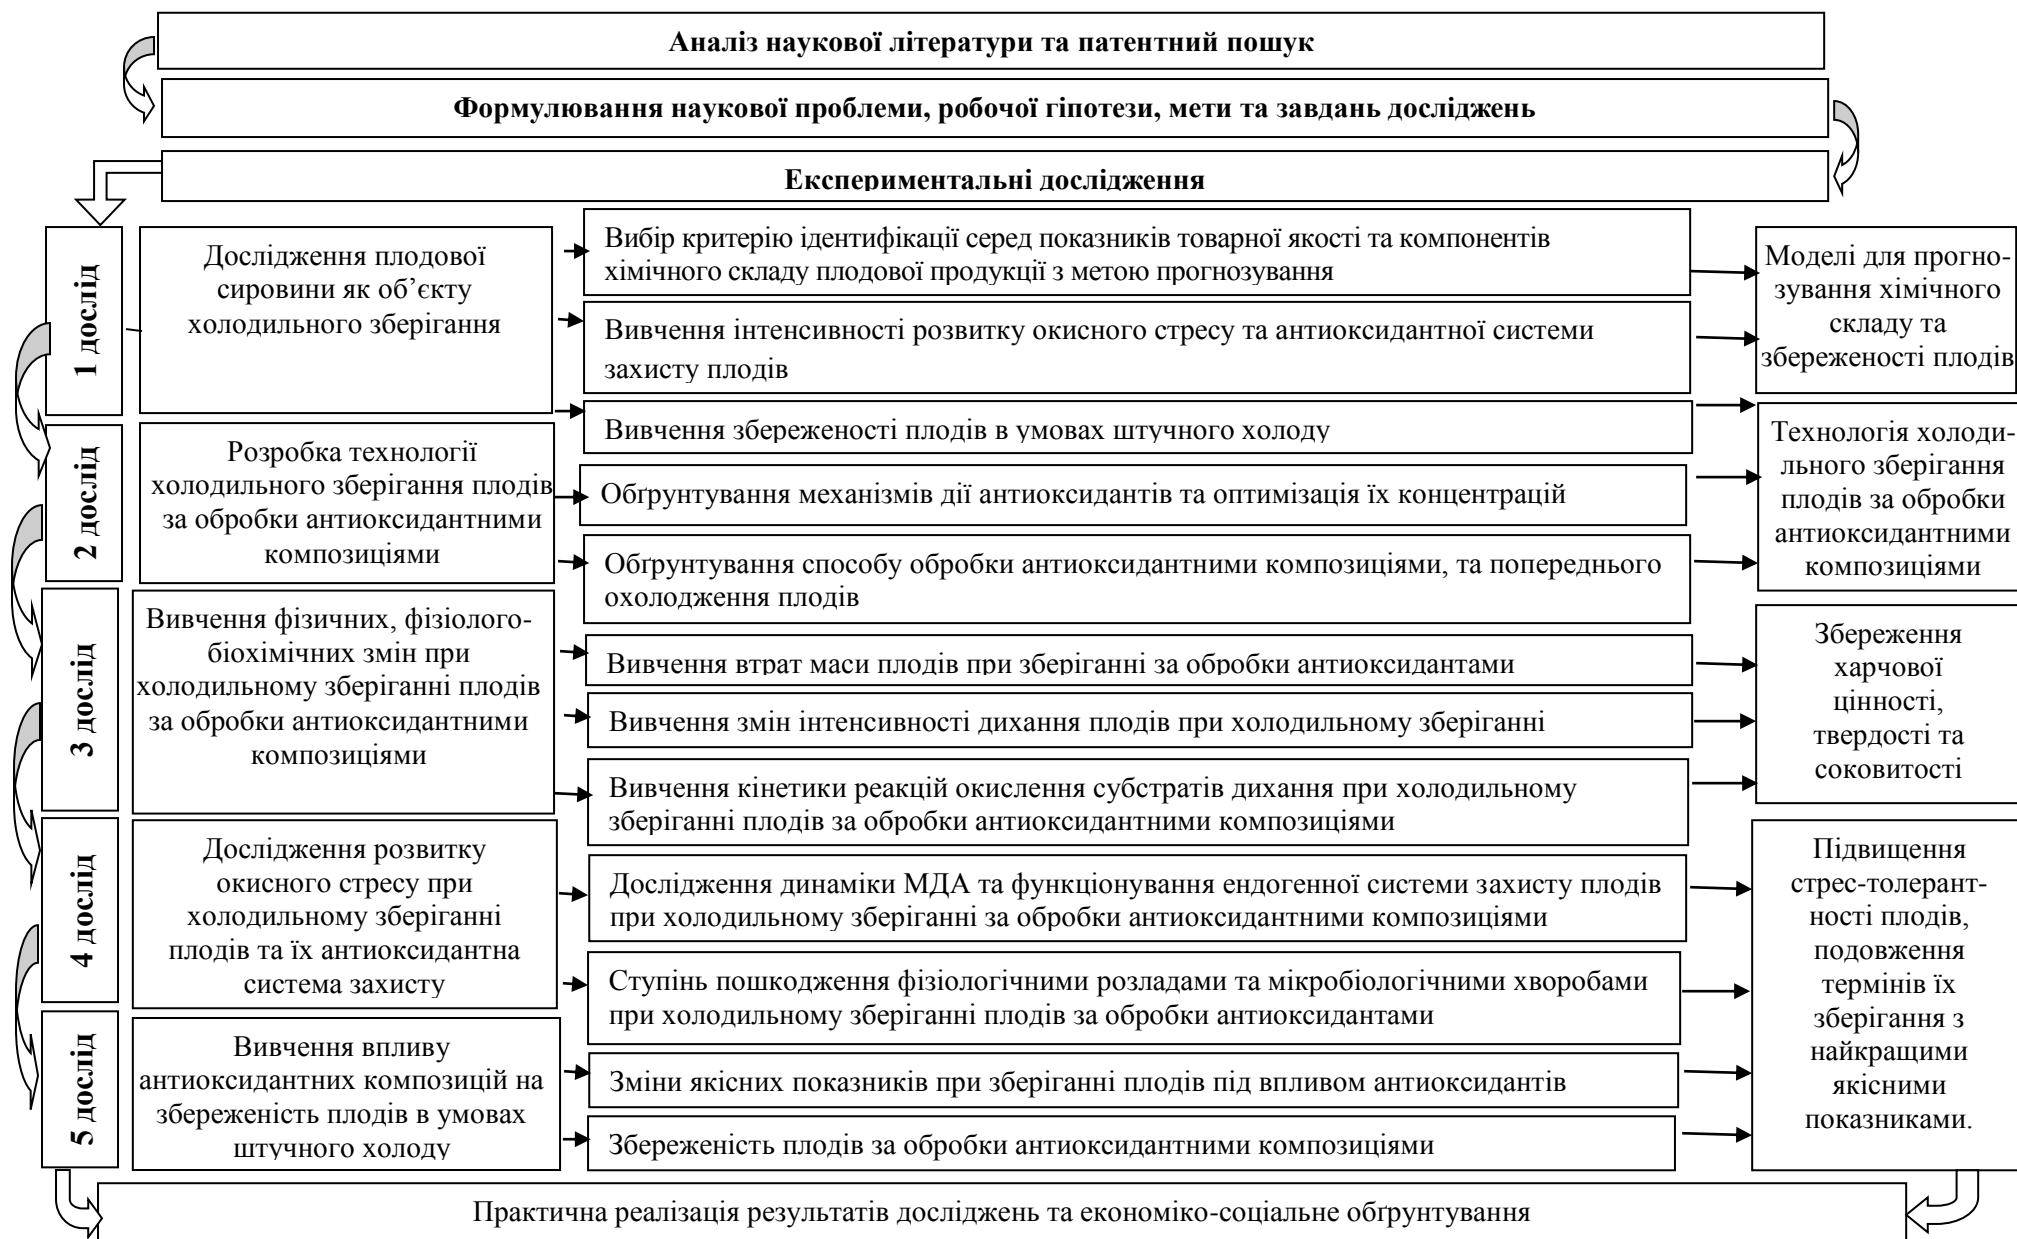 Аналіз наукової літератури та патентний пошук
Формулювання наукової проблеми, робочої гіпотези, мети та завдань досліджень
Експериментальні дослідження
1 дослід
Дослідження плодової
сировини як об’єкту
холодильного зберігання
Вибір критерію ідентифікації серед показників товарної якості та компонентів
хімічного складу плодової продукції з метою прогнозування
Вивчення інтенсивності розвитку окисного стресу та антиоксидантної системи
захисту плодів
Вивчення збереженості плодів в умовах штучного холоду
Моделі для прогно-
зування хімічного
складу та
збереженості плодів
2 дослід
Розробка технології
холодильного зберігання плодів
за обробки антиоксидантними
композиціями
Обґрунтування механізмів дії антиоксидантів та оптимізація їх концентрацій
Обґрунтування способу обробки антиоксидантними композиціями, та попереднього
охолодження плодів
Технологія холоди-
льного зберігання
плодів за обробки
антиоксидантними
композиціями
3 дослід
Вивчення фізичних, фізіолого-
біохімічних змін при
холодильному зберіганні плодів
за обробки антиоксидантними
композиціями
Вивчення втрат маси плодів при зберіганні за обробки антиоксидантами
Вивчення змін інтенсивності дихання плодів при холодильному зберіганні
Вивчення кінетики реакцій окислення субстратів дихання при холодильному
зберіганні плодів за обробки антиоксидантними композиціями
Збереження
харчової
цінності,
твердості та
соковитості
4 дослід
Дослідження розвитку
окисного стресу при
холодильному зберіганні
плодів та їх антиоксидантна
система захисту
Дослідження динаміки МДА та функціонування ендогенної системи захисту плодів
при холодильному зберіганні за обробки антиоксидантними композиціями
Ступінь пошкодження фізіологічними розладами та мікробіологічними хворобами
при холодильному зберіганні плодів за обробки антиоксидантами
Підвищення
стрес-толерант-
ності плодів,
подовження
термінів їх
зберігання з
найкращими
якісними
показниками.
5 дослід
Вивчення впливу
антиоксидантних композицій на
збереженість плодів в умовах
штучного холоду
Зміни якісних показників при зберіганні плодів під впливом антиоксидантів
Збереженість плодів за обробки антиоксидантними композиціями
Практична реалізація результатів досліджень та економіко-соціальне обґрунтування